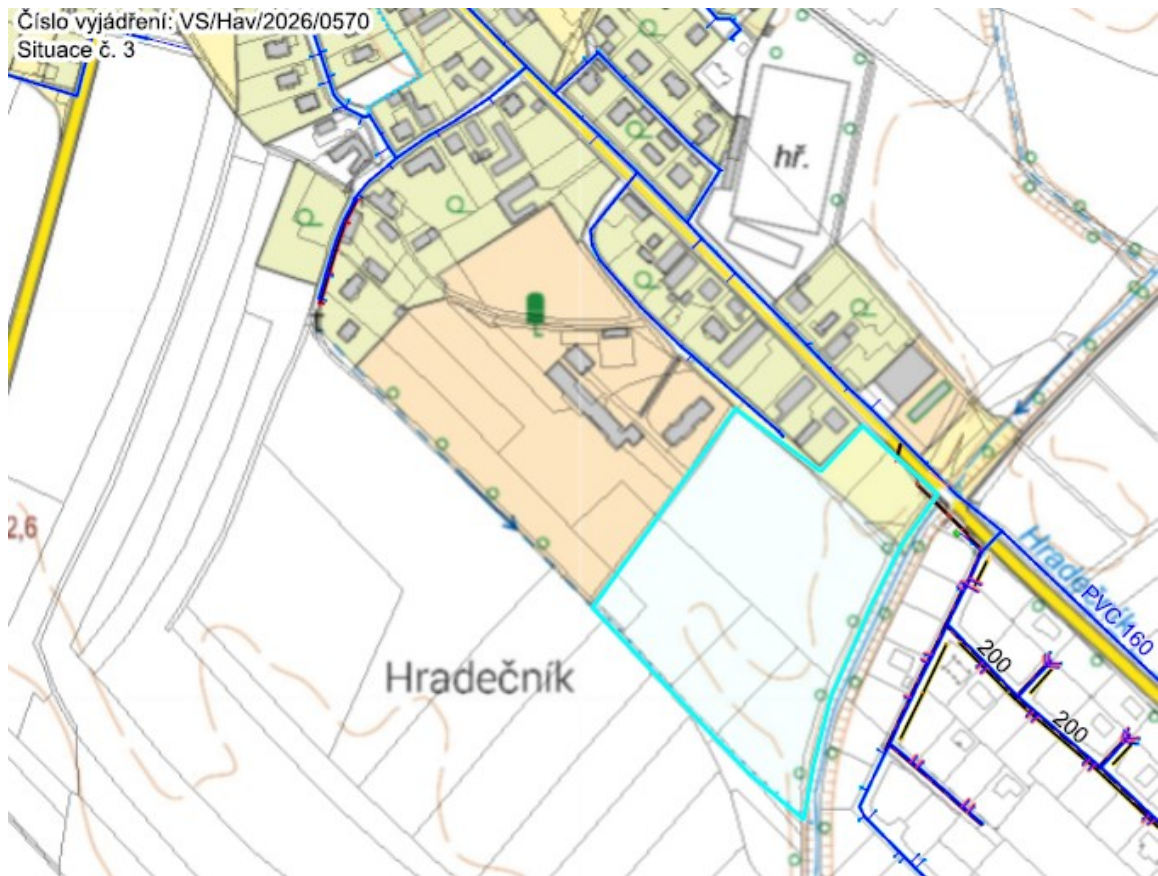 Číslo vyjádření: VS/Hav/2026/0570
Situace č. 3
hř.
2,6
Hradečník
Hradečník
PVC 160
200
200